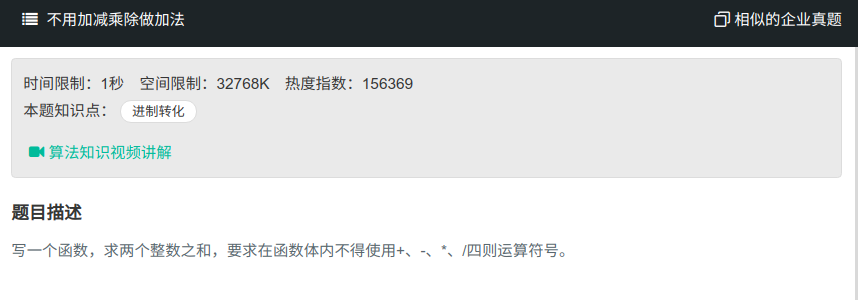 不用加减乘除做加法 相似的企业真题
时间限制：1秒 空间限制：32768K 热度指数：156369
本题知识点： 进制转化
算法知识视频讲解
题目描述
写一个函数，求两个整数之和，要求在函数体内不得使用+、-、*、/四则运算符号。